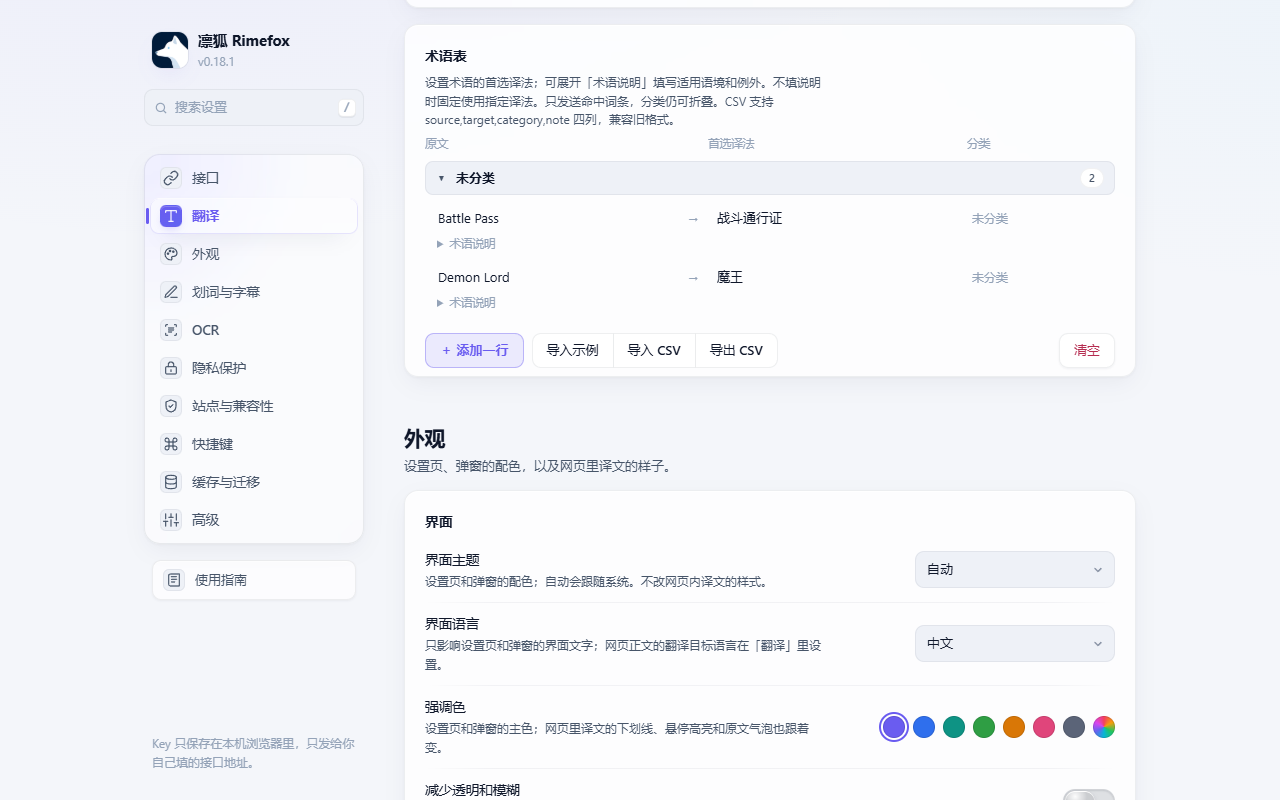 凛狐 Rimefox
v0.18.1
搜索设置
/
接口
翻译
外观
划词与字幕
OCR
隐私保护
站点与兼容性
快捷键
缓存与迁移
高级
使用指南
Key 只保存在本机浏览器里，只发给你
自己填的接口地址。
术语表
设置术语的首选译法；可展开「术语说明」填写适用语境和例外。不填说明
时固定使用指定译法。只发送命中词条，分类仍可折叠。CSV 支持
source,target,category,note 四列，兼容旧格式。
原文 首选译法 分类
▼ 未分类 2
Battle Pass → 战斗通行证 未分类
▶ 术语说明
Demon Lord → 魔王 未分类
▶ 术语说明
+ 添加一行 导入示例 导入 CSV 导出 CSV 清空
外观
设置页、弹窗的配色，以及网页里译文的样子。
界面
界面主题
设置页和弹窗的配色；自动会跟随系统。不改网页内译文的样式。
自动
界面语言
只影响设置页和弹窗的界面文字；网页正文的翻译目标语言在「翻译」里设
置。
中文
强调色
设置页和弹窗的主色；网页里译文的下划线、悬停高亮和原文气泡也跟着
变。
减少透明和模糊